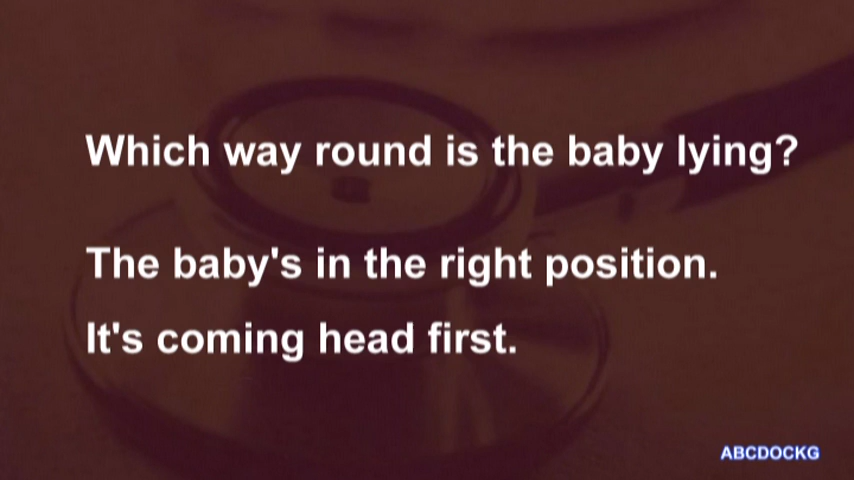 Which way round is the baby lying?
The baby's in the right position.
It's coming head first.
ABCDOCKG